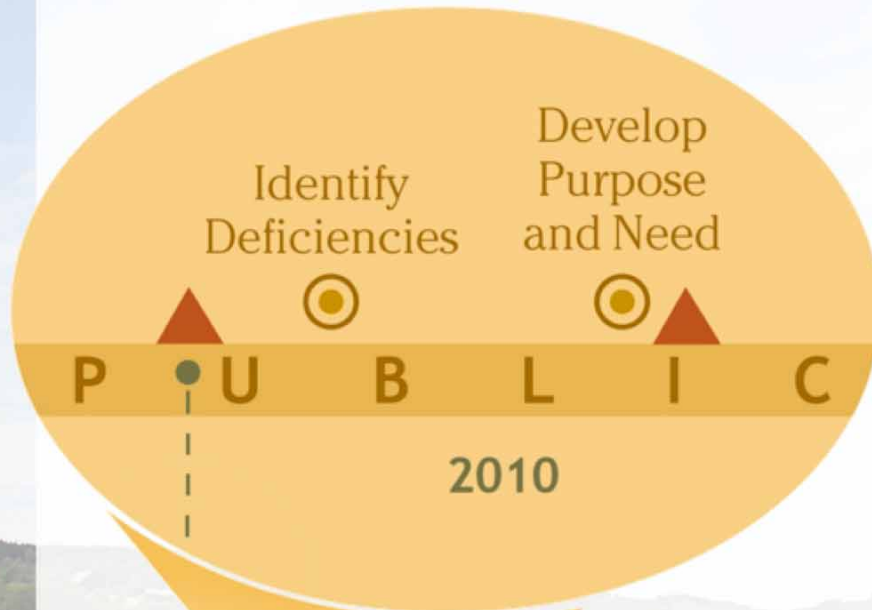 Identify
Deficiencies
Develop
Purpose
and Need
P U B L I C
2010